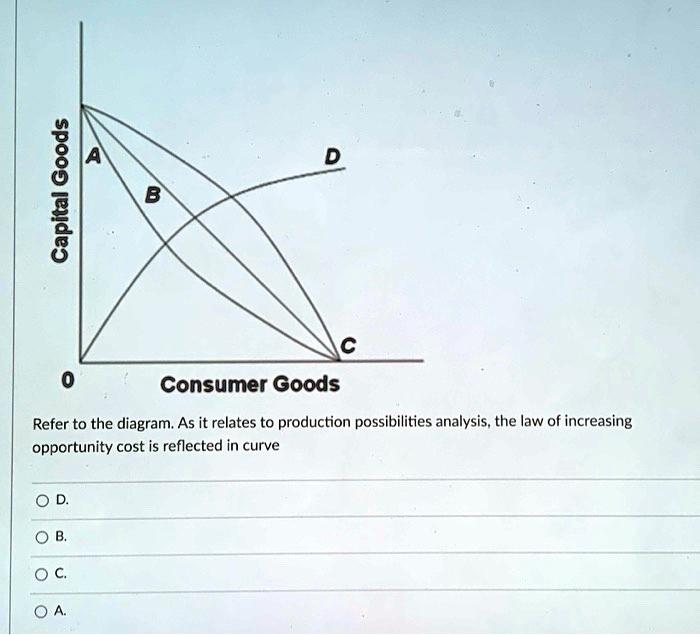 Capital Goods
A
B
D
C
0
Consumer Goods
Refer to the diagram. As it relates to production possibilities analysis, the law of increasing
opportunity cost is reflected in curve
D.
B.
C.
A.